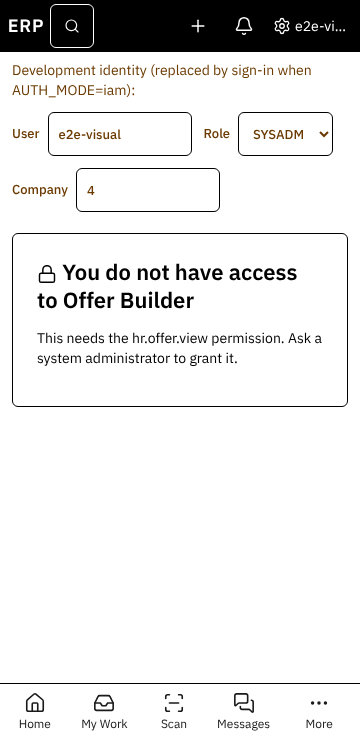 ERP
e2e-vi...
Development identity (replaced by sign-in when
AUTH_MODE=iam):
User e2e-visual Role SYSADM
Company 4
You do not have access
to Offer Builder
This needs the hr.offer.view permission. Ask a
system administrator to grant it.
Home My Work Scan Messages More